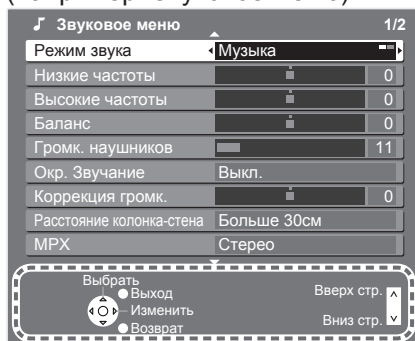 Звуковое меню 1/2
Режим звука Музыка
Низкие частоты 0
Высокие частоты 0
Баланс 0
Громк. наушников 11
Окр. Звучание Выкл.
Коррекция громк. 0
Расстояние колонка-стена Больше 30см
MPX Стерео
Выбрать
Выход Вверх стр.
Изменить
Возврат Вниз стр.